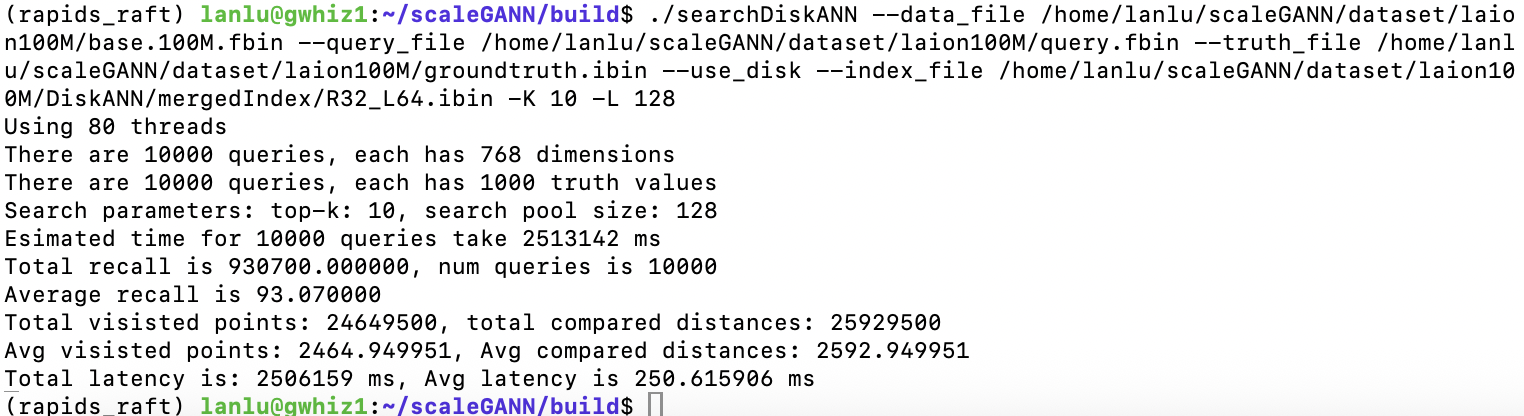 (rapids_raft) lanlu@gwhiz1:~/scaleGANN/build$ ./searchDiskANN --data_file /home/lanlu/scaleGANN/dataset/laio
n100M/base.100M.fbin --query_file /home/lanlu/scaleGANN/dataset/laion100M/query.fbin --truth_file /home/lanl
u/scaleGANN/dataset/laion100M/groundtruth.ibin --use_disk --index_file /home/lanlu/scaleGANN/dataset/laion10
0M/DiskANN/mergedIndex/R32_L64.ibin -K 10 -L 128
Using 80 threads
There are 10000 queries, each has 768 dimensions
There are 10000 queries, each has 1000 truth values
Search parameters: top-k: 10, search pool size: 128
Esimated time for 10000 queries take 2513142 ms
Total recall is 930700.000000, num queries is 10000
Average recall is 93.070000
Total visisted points: 24649500, total compared distances: 25929500
Avg visisted points: 2464.949951, Avg compared distances: 2592.949951
Total latency is: 2506159 ms, Avg latency is 250.615906 ms
(rapids_raft) lanlu@gwhiz1:~/scaleGANN/build$